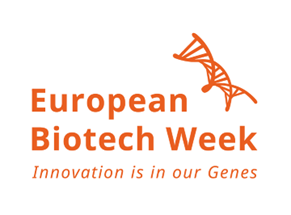 European
Biotech Week
Innovation is in our Genes